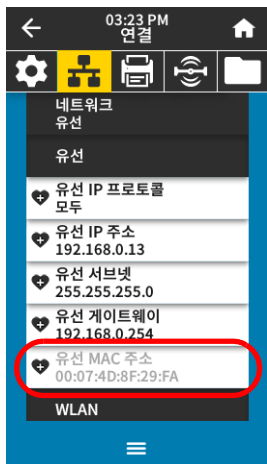 03:23 PM
연결
네트워크
유선
유선
유선 IP 프로토콜
모두
유선 IP 주소
192.168.0.13
유선 서브넷
255.255.255.0
유선 게이트웨이
192.168.0.254
유선 MAC 주소
00:07:4D:8F:29:FA
WLAN